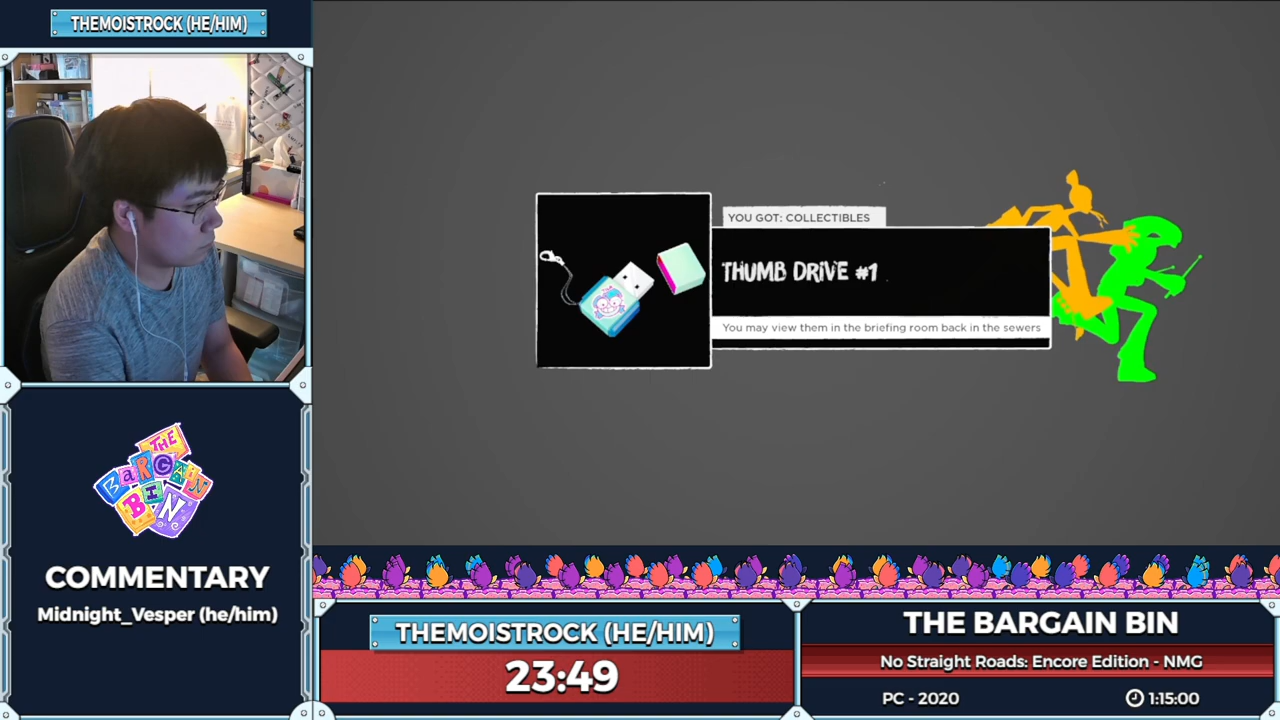 THEMOISTROCK (HE/HIM)
YOU GOT: COLLECTIBLES
THUMB DRIVE #1
You may view them in the briefing room back in the sewers
THE
BARGAIN
BIN
COMMENTARY
Midnight_Vesper (he/him)
THEMOISTROCK (HE/HIM)
23:49
THE BARGAIN BIN
No Straight Roads: Encore Edition - NMG
PC - 2020
1:15:00